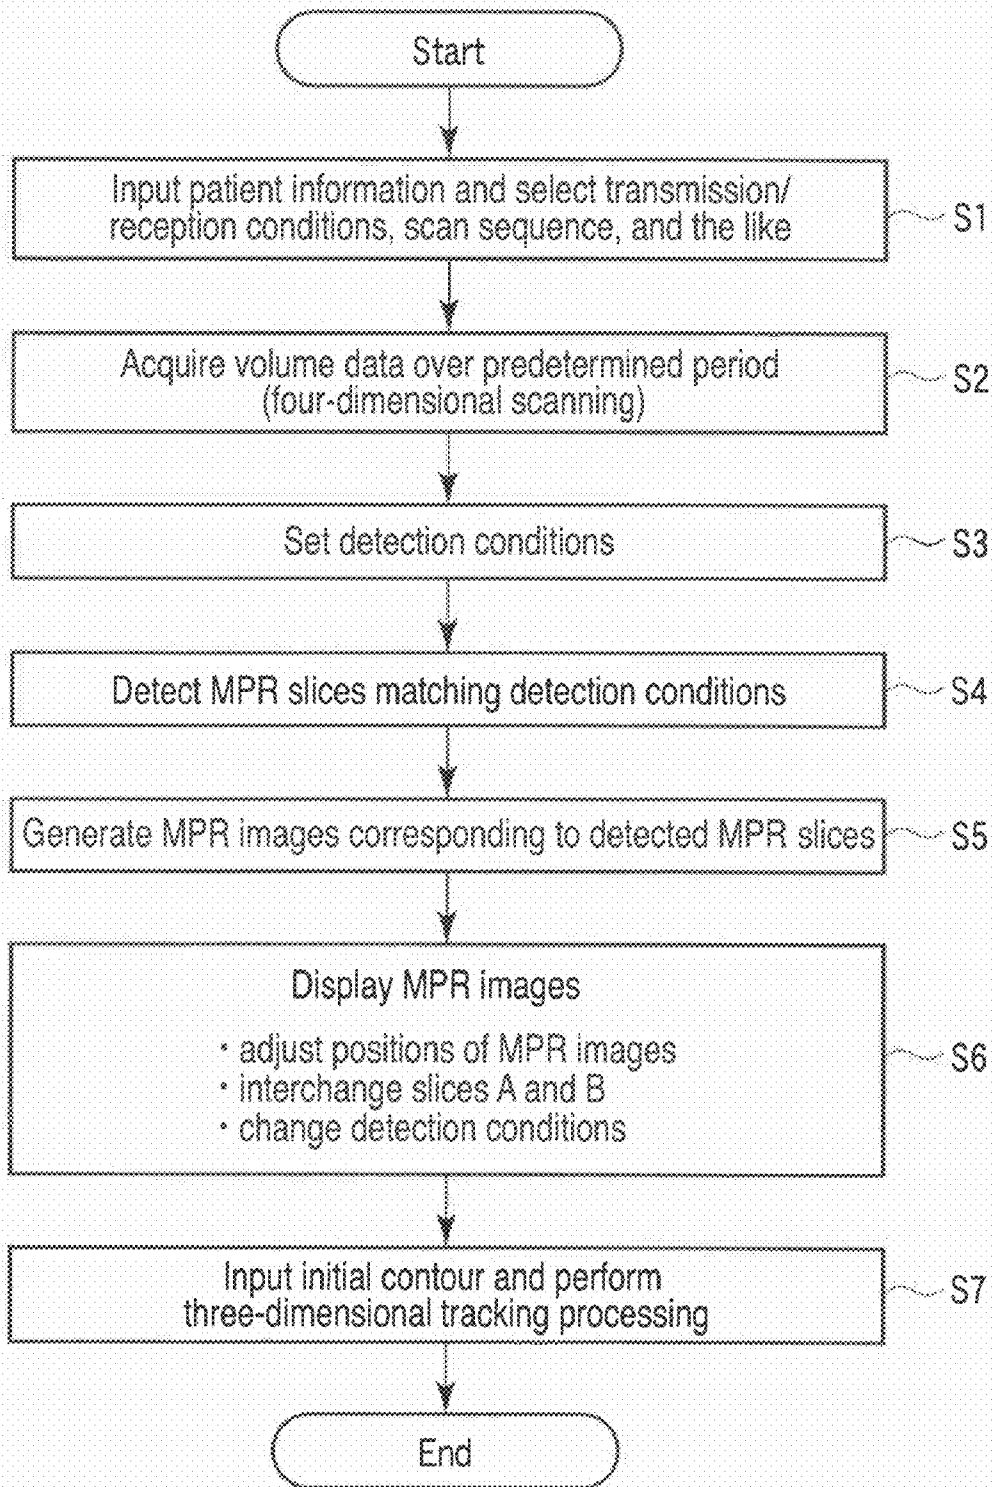 Start
Input patient information and select transmission/
reception conditions, scan sequence, and the like
S1
Acquire volume data over predetermined period
(four-dimensional scanning)
S2
Set detection conditions
S3
Detect MPR slices matching detection conditions
S4
Generate MPR images corresponding to detected MPR slices
S5
Display MPR images
· adjust positions of MPR images
· interchange slices A and B
· change detection conditions
S6
Input initial contour and perform
three-dimensional tracking processing
S7
End